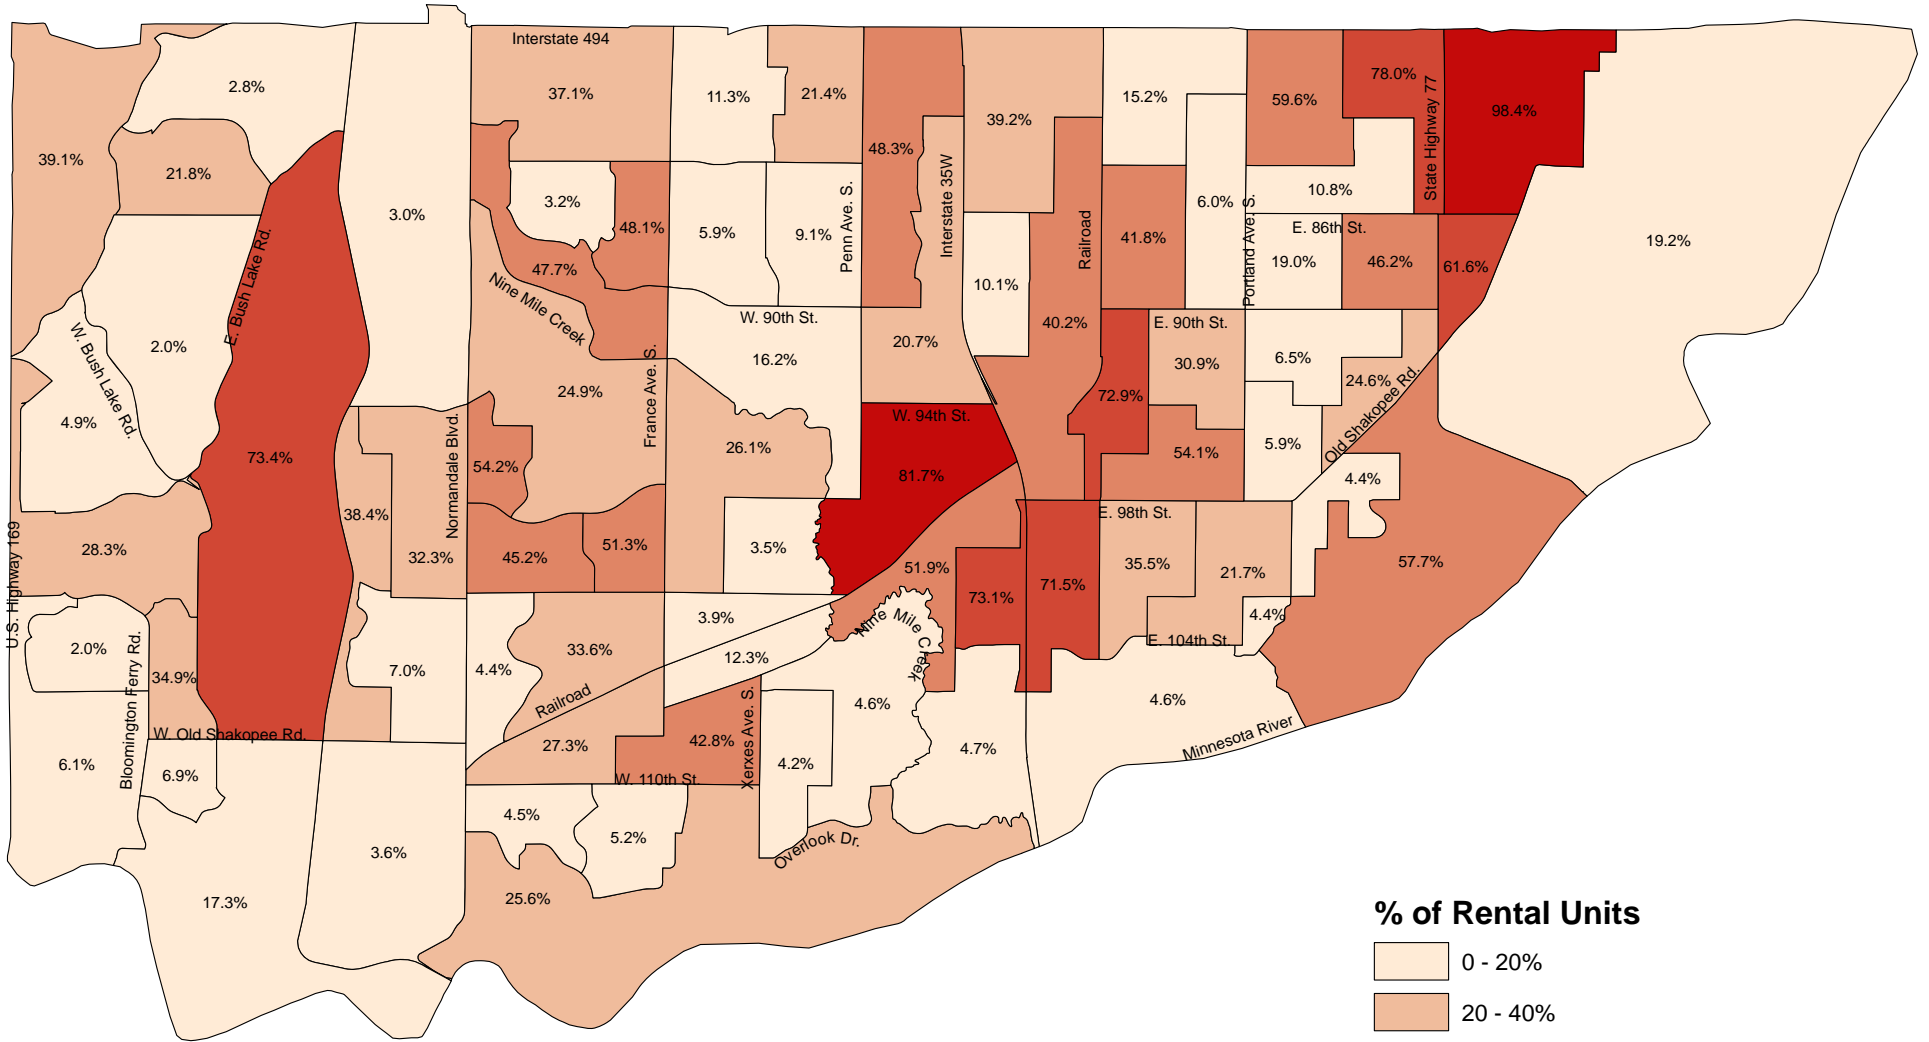 Interstate 494
2.8%
37.1%
11.3%
21.4%
15.2%
59.6%
78.0%
State Highway 77
98.4%
39.1%
21.8%
48.3%
39.2%
3.0%
3.2%
48.1%
5.9%
9.1%
Penn Ave. S.
Interstate 35W
Railroad
41.8%
6.0%
Portland Ave. S.
10.8%
E. 86th St.
19.0%
46.2%
61.6%
19.2%
E. Bush Lake Rd.
47.7%
Nine Mile Creek
10.1%
W. 90th St.
40.2%
E. 90th St.
2.0%
W. Bush Lake Rd.
16.2%
20.7%
30.9%
6.5%
24.6%
Old Shakopee Rd.
4.9%
24.9%
France Ave. S.
72.9%
W. 94th St.
73.4%
Normandale Blvd.
54.2%
26.1%
81.7%
54.1%
5.9%
4.4%
38.4%
E. 98th St.
U.S. Highway 169
28.3%
32.3%
45.2%
51.3%
3.5%
51.9%
73.1%
71.5%
35.5%
21.7%
57.7%
2.0%
Bloomington Ferry Rd.
34.9%
7.0%
4.4%
33.6%
3.9%
12.3%
Nine Mile Creek
4.4%
E. 104th St.
Railroad
4.6%
4.6%
Minnesota River
W. Old Shakopee Rd.
27.3%
42.8%
Xerxes Ave. S.
4.7%
6.1%
6.9%
W. 110th St.
4.2%
4.5%
5.2%
Overlook Dr.
3.6%
17.3%
25.6%
% of Rental Units
0 - 20%
20 - 40%